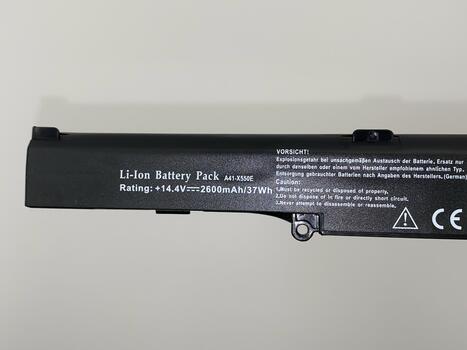 Li-Ion Battery Pack A41-X550E
Rating: +14.4V⎓2600mAh/37Wh
VORSICHT!
Explosionsgefahr bei unsachgemäßen Austausch der Batterie. Ersatz nur
durch denselben oder einem vom Hersteller empfohlenem ähnlichen Typ.
Entsorgung gebrauchter Batterien nach Angaben des Herstellers.(German)
Caution:
1.Must be recycled or disposed of properly.
2.Do not dispose of in fire or directly short circuit.
3.Never attempt to disassemble or reassemble.
CE